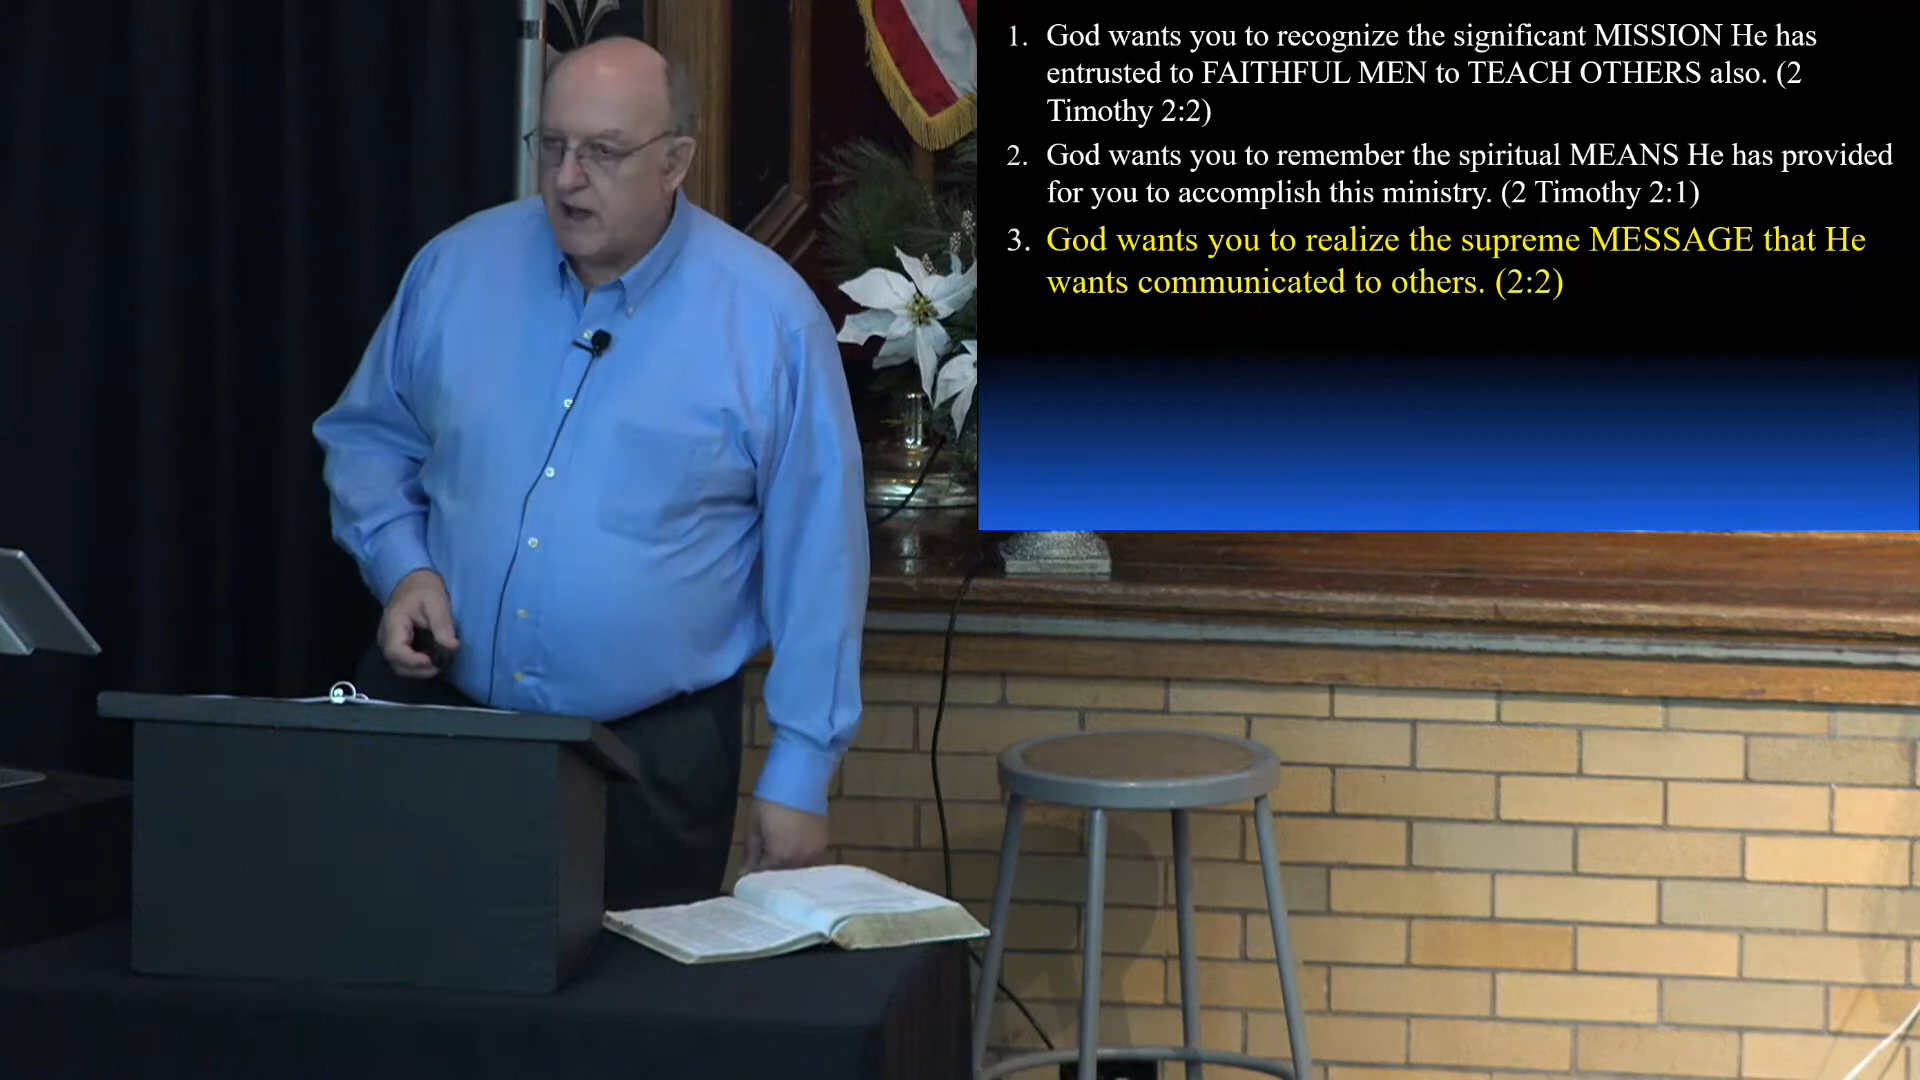 1. God wants you to recognize the significant MISSION He has
entrusted to FAITHFUL MEN to TEACH OTHERS also. (2
Timothy 2:2)
2. God wants you to remember the spiritual MEANS He has provided
for you to accomplish this ministry. (2 Timothy 2:1)
3. God wants you to realize the supreme MESSAGE that He
wants communicated to others. (2:2)